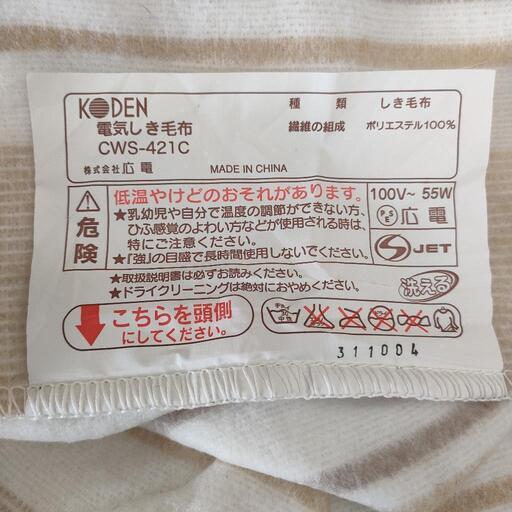 KODEN
電気しき毛布
CWS-421C
株式会社 広電
MADE IN CHINA
種 類 しき毛布
繊維の組成 ポリエステル100%
危険
低温やけどのおそれがあります。
★乳幼児や自分で温度の調節ができない方、
ひふ感覚のよわい方などが使用される時は、
特にご注意ください。
★「強」の目盛で長時間使用しないでください。
★取扱説明書は必ずお読みください。
★ドライクリーニングは絶対におやめください。
100V~ 55W
PSE 広電
S JET
洗える
こちらを頭側
にしてください。
311004